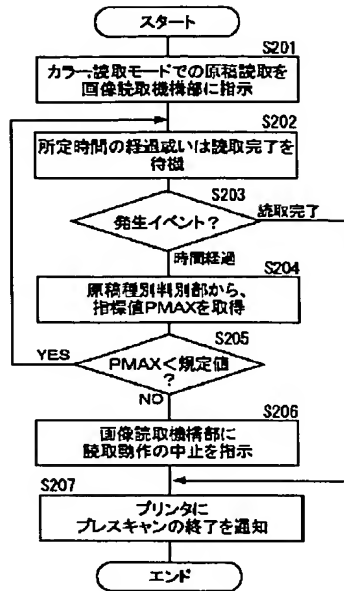 スタート
S201
カラー読取モードでの原稿読取を
画像読取機構部に指示
S202
所定時間の経過或いは読取完了を
待機
S203
発生イベント？
読取完了
時間経過
S204
原稿種別判別部から、
指標値PMAXを取得
S205
YES
PMAX＜規定値
？
NO
S206
画像読取機構部に
読取動作の中止を指示
S207
プリンタに
プレスキャンの終了を通知
エンド